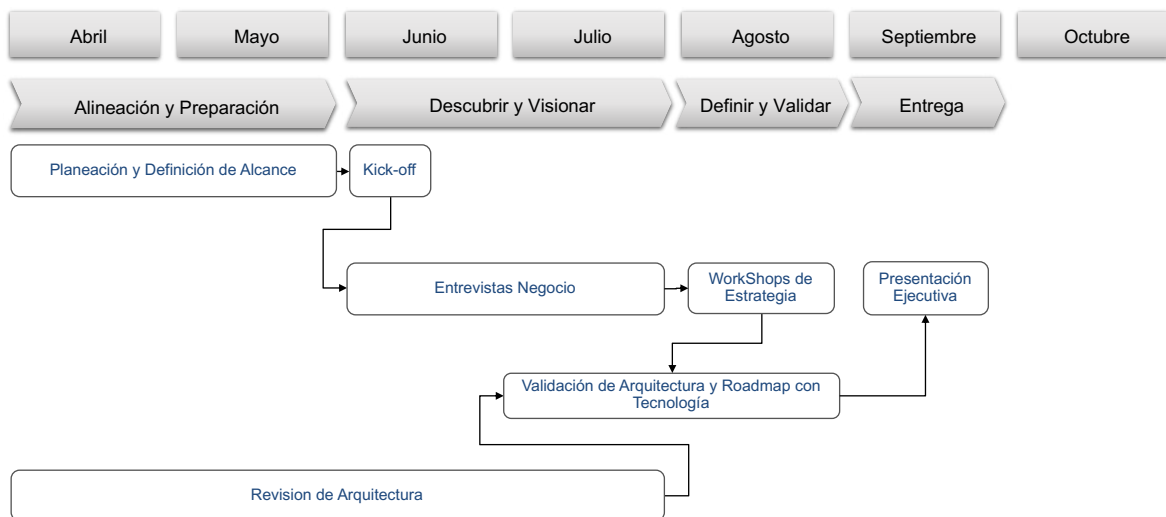 Abril
Mayo
Junio
Julio
Agosto
Septiembre
Octubre
Alineación y Preparación
Descubrir y Visionar
Definir y Validar
Entrega
Planeación y Definición de Alcance
Kick-off
Entrevistas Negocio
WorkShops de
Estrategia
Presentación
Ejecutiva
Validación de Arquitectura y Roadmap con
Tecnología
Revision de Arquitectura